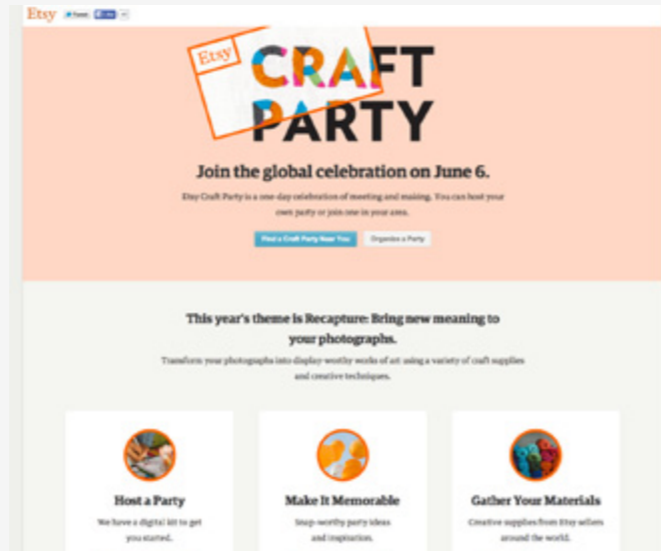 Etsy
Tweet
Like
Etsy
CRAFT
PARTY
Join the global celebration on June 6.
Etsy Craft Party is a one-day celebration of meeting and making. You can host your
own party or join one in your area.
Find a Craft Party Near You
Organize a Party
This year's theme is Recapture: Bring new meaning to
your photographs.
Transform your photographs into display-worthy works of art using a variety of craft supplies
and creative techniques.
Host a Party
We have a digital kit to get
you started.
Make It Memorable
Snap-worthy party ideas
and inspiration.
Gather Your Materials
Creative supplies from Etsy sellers
around the world.